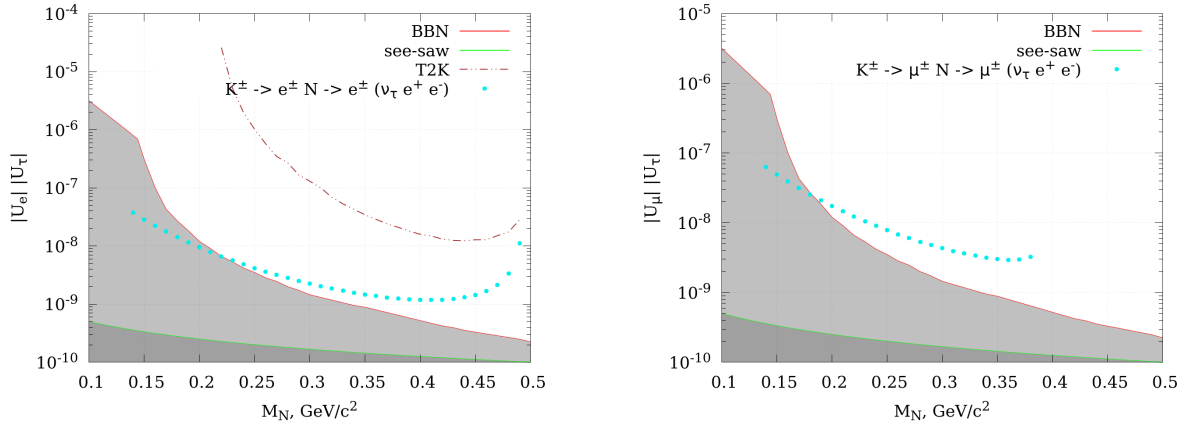 10⁻⁴
10⁻⁵
10⁻⁶
10⁻⁷
10⁻⁸
10⁻⁹
10⁻¹⁰
|Uₑ| |U_τ|
BBN
see-saw
T2K
K± -> e± N -> e± (ν_τ e⁺ e⁻)
0.1 0.15 0.2 0.25 0.3 0.35 0.4 0.45 0.5
M_N, GeV/c²
10⁻⁵
10⁻⁶
10⁻⁷
10⁻⁸
10⁻⁹
10⁻¹⁰
|U_μ| |U_τ|
BBN
see-saw
K± -> μ± N -> μ± (ν_τ e⁺ e⁻)
0.1 0.15 0.2 0.25 0.3 0.35 0.4 0.45 0.5
M_N, GeV/c²